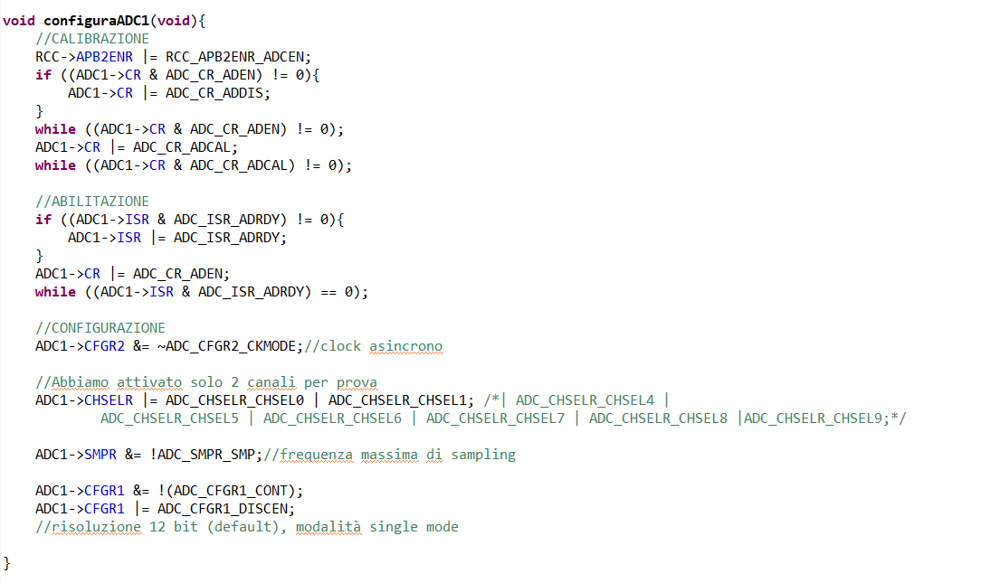 void configuraADC1(void){
    //CALIBRAZIONE
    RCC->APB2ENR |= RCC_APB2ENR_ADCEN;
    if ((ADC1->CR & ADC_CR_ADEN) != 0){
        ADC1->CR |= ADC_CR_ADDIS;
    }
    while ((ADC1->CR & ADC_CR_ADEN) != 0);
    ADC1->CR |= ADC_CR_ADCAL;
    while ((ADC1->CR & ADC_CR_ADCAL) != 0);

    //ABILITAZIONE
    if ((ADC1->ISR & ADC_ISR_ADRDY) != 0){
        ADC1->ISR |= ADC_ISR_ADRDY;
    }
    ADC1->CR |= ADC_CR_ADEN;
    while ((ADC1->ISR & ADC_ISR_ADRDY) == 0);

    //CONFIGURAZIONE
    ADC1->CFGR2 &= ~ADC_CFGR2_CKMODE;//clock asincrono

    //Abbiamo attivato solo 2 canali per prova
    ADC1->CHSELR |= ADC_CHSELR_CHSEL0 | ADC_CHSELR_CHSEL1; /*| ADC_CHSELR_CHSEL4 |
            ADC_CHSELR_CHSEL5 | ADC_CHSELR_CHSEL6 | ADC_CHSELR_CHSEL7 | ADC_CHSELR_CHSEL8 |ADC_CHSELR_CHSEL9;*/

    ADC1->SMPR &= !ADC_SMPR_SMP;//frequenza massima di sampling

    ADC1->CFGR1 &= !(ADC_CFGR1_CONT);
    ADC1->CFGR1 |= ADC_CFGR1_DISCEN;
    //risoluzione 12 bit (default), modalità single mode

}